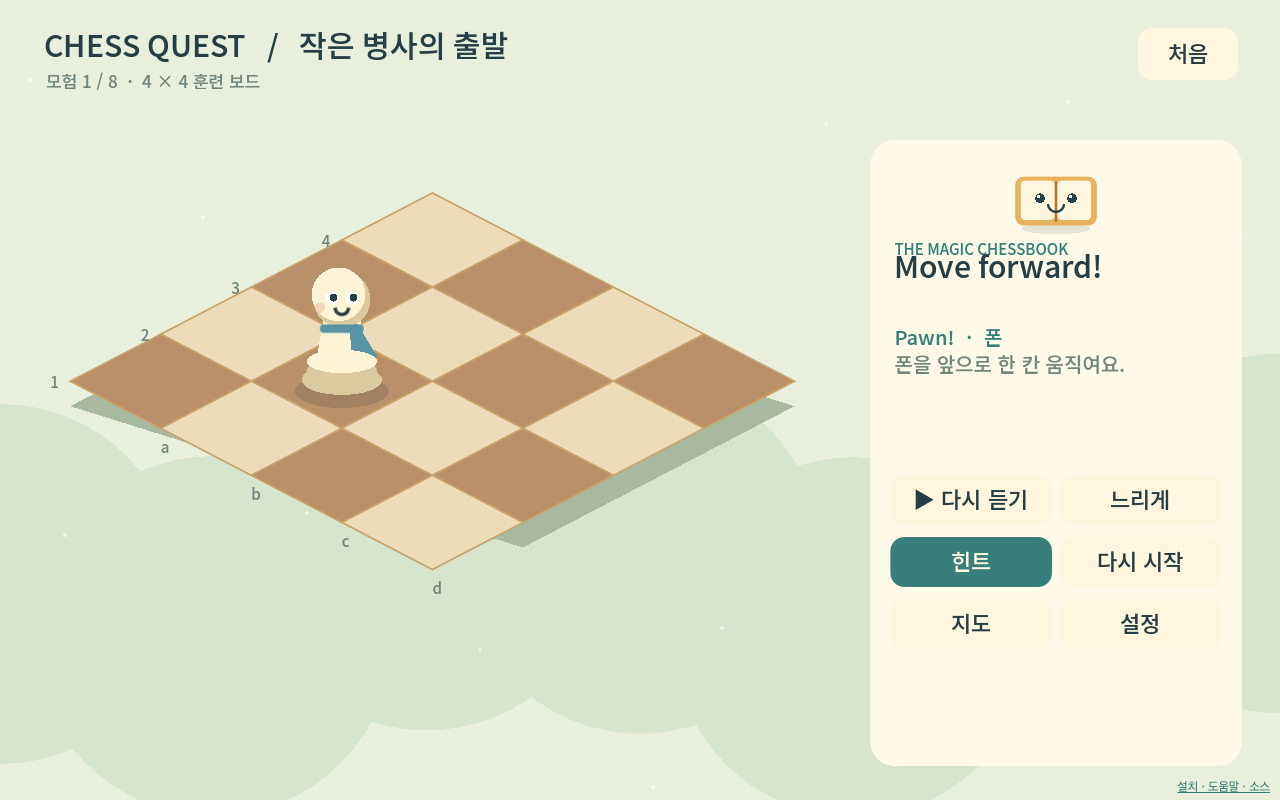 CHESS QUEST / 작은 병사의 출발
모험 1 / 8 · 4 × 4 훈련 보드
처음
4
3
2
1
a
b
c
d
THE MAGIC CHESSBOOK
Move forward!
Pawn! · 폰
폰을 앞으로 한 칸 움직여요.
▶ 다시 듣기
느리게
힌트
다시 시작
지도
설정
설치 · 도움말 · 소스